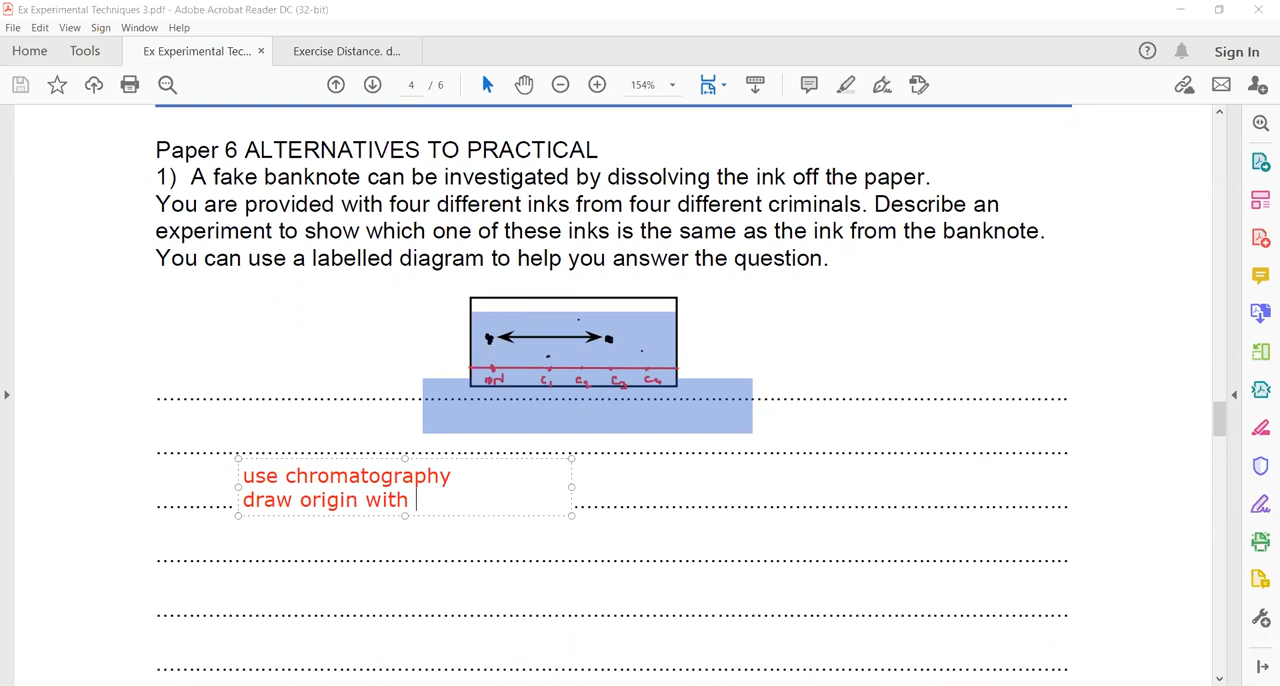 Ex Experimental Techniques 3.pdf - Adobe Acrobat Reader DC (32-bit)
File Edit View Sign Window Help
Home Tools Ex Experimental Tec... × Exercise Distance. d... Sign In
4 / 6 154%
Paper 6 ALTERNATIVES TO PRACTICAL
1) A fake banknote can be investigated by dissolving the ink off the paper.
You are provided with four different inks from four different criminals. Describe an
experiment to show which one of these inks is the same as the ink from the banknote.
You can use a labelled diagram to help you answer the question.
C1 C2 C3 C4
use chromatography
draw origin with